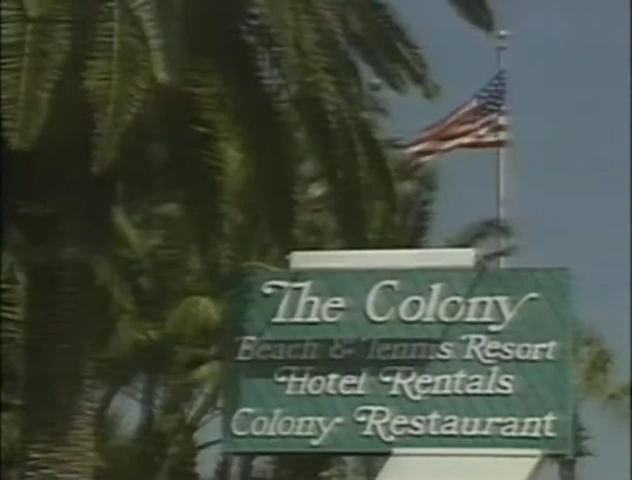 The Colony
Beach & Tennis Resort
Hotel Rentals
Colony Restaurant